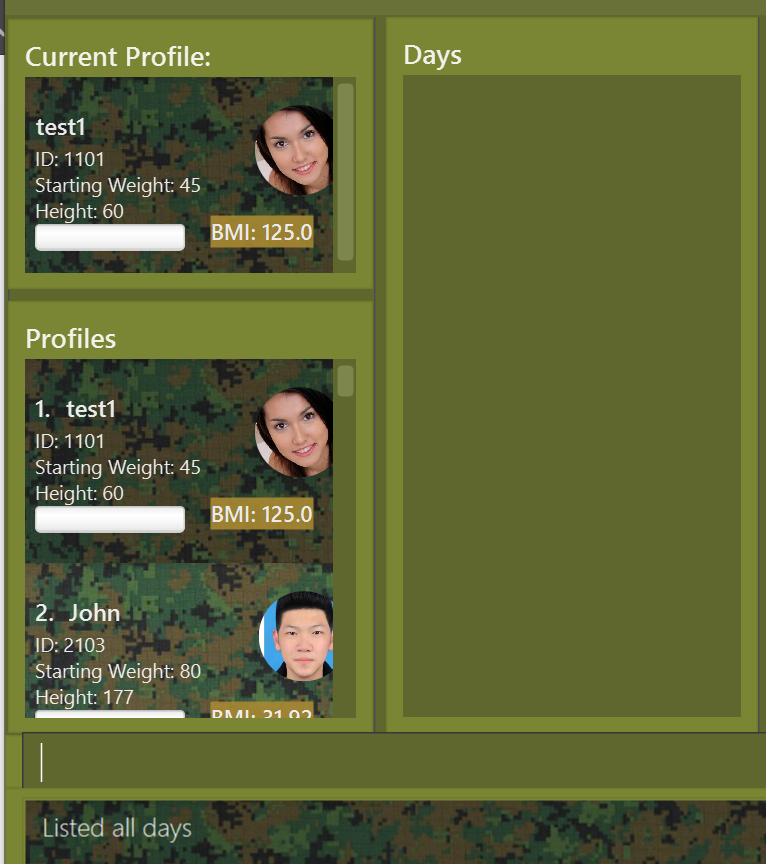 Current Profile:
test1
ID: 1101
Starting Weight: 45
Height: 60
BMI: 125.0
Profiles
1. test1
ID: 1101
Starting Weight: 45
Height: 60
BMI: 125.0
2. John
ID: 2103
Starting Weight: 80
Height: 177
BMI: 31.92
Days
Listed all days